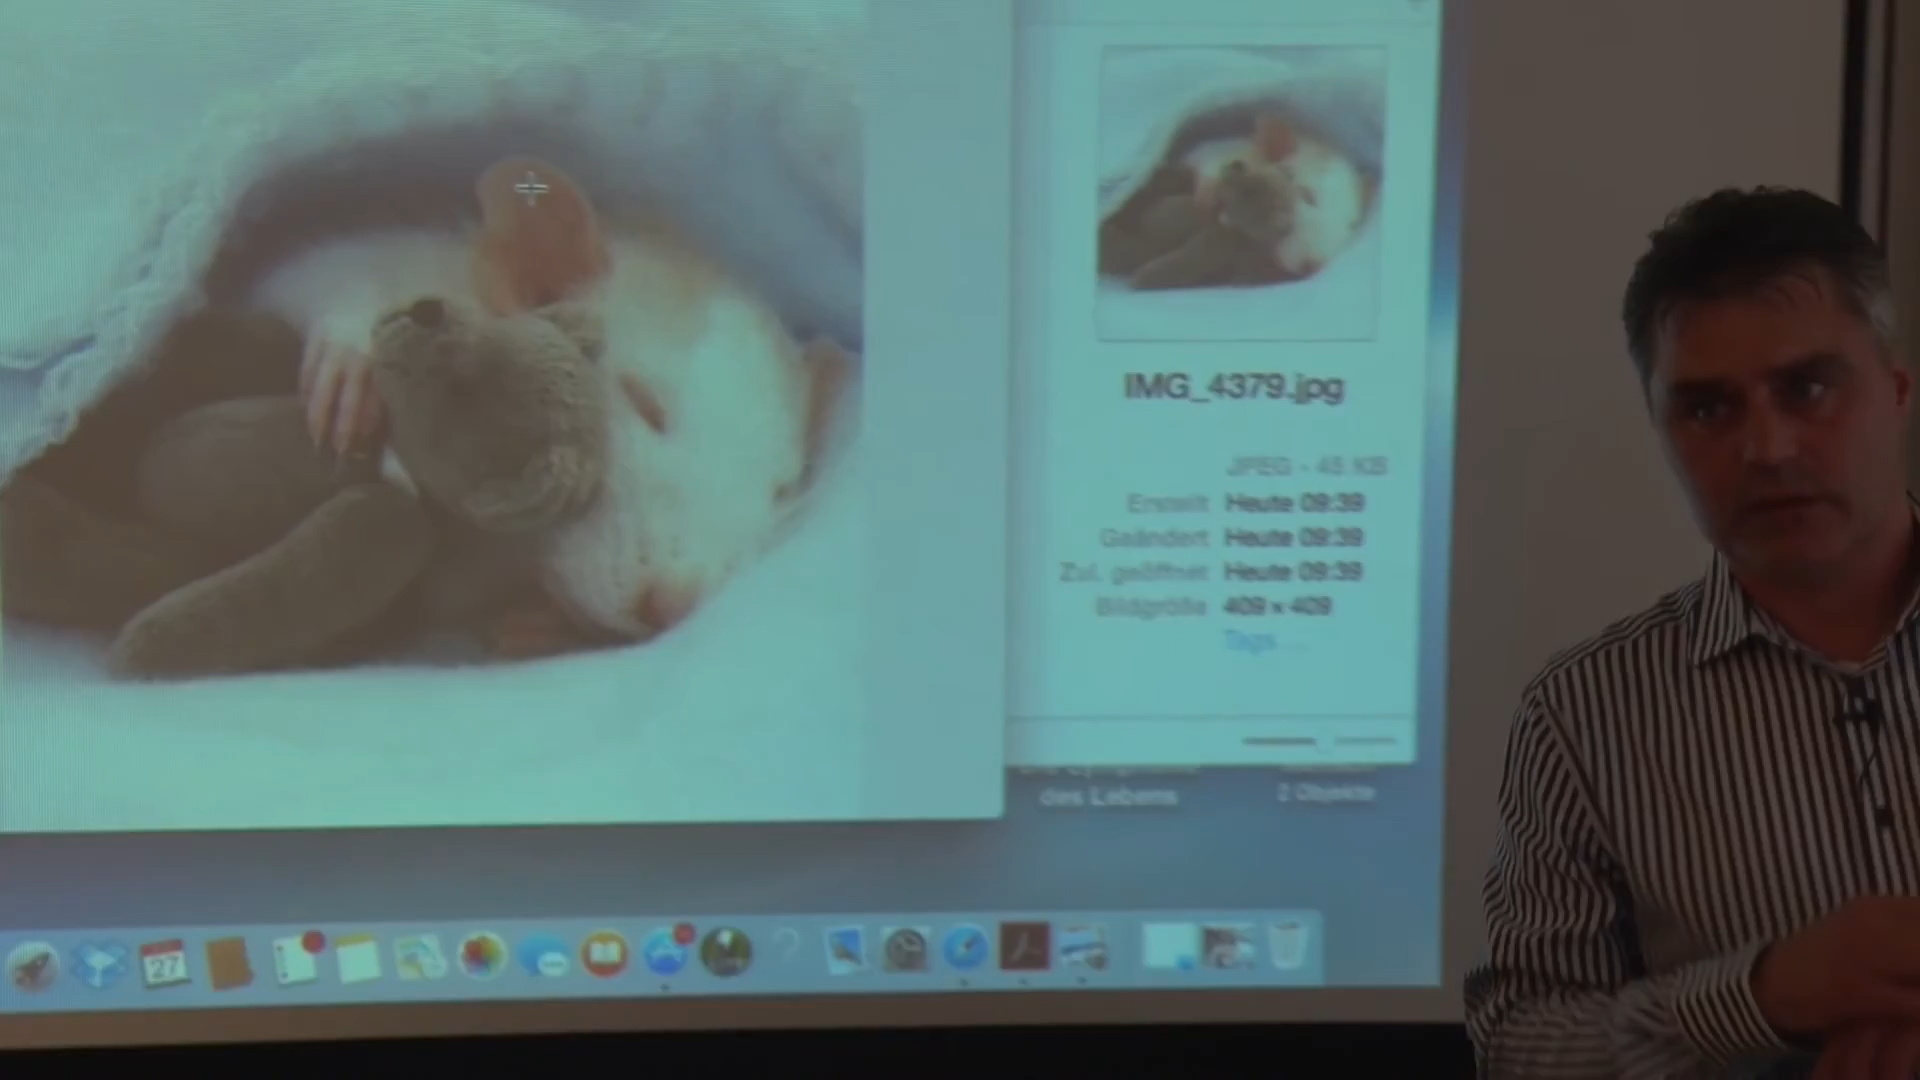 IMG_4379.jpg
JPEG - 45 KB
Erstellt Heute 09:39
Geändert Heute 09:39
Zul. geöffnet Heute 09:39
Bildgröße 409 x 409
Tags ...
des Lebens
2 Objekte
27